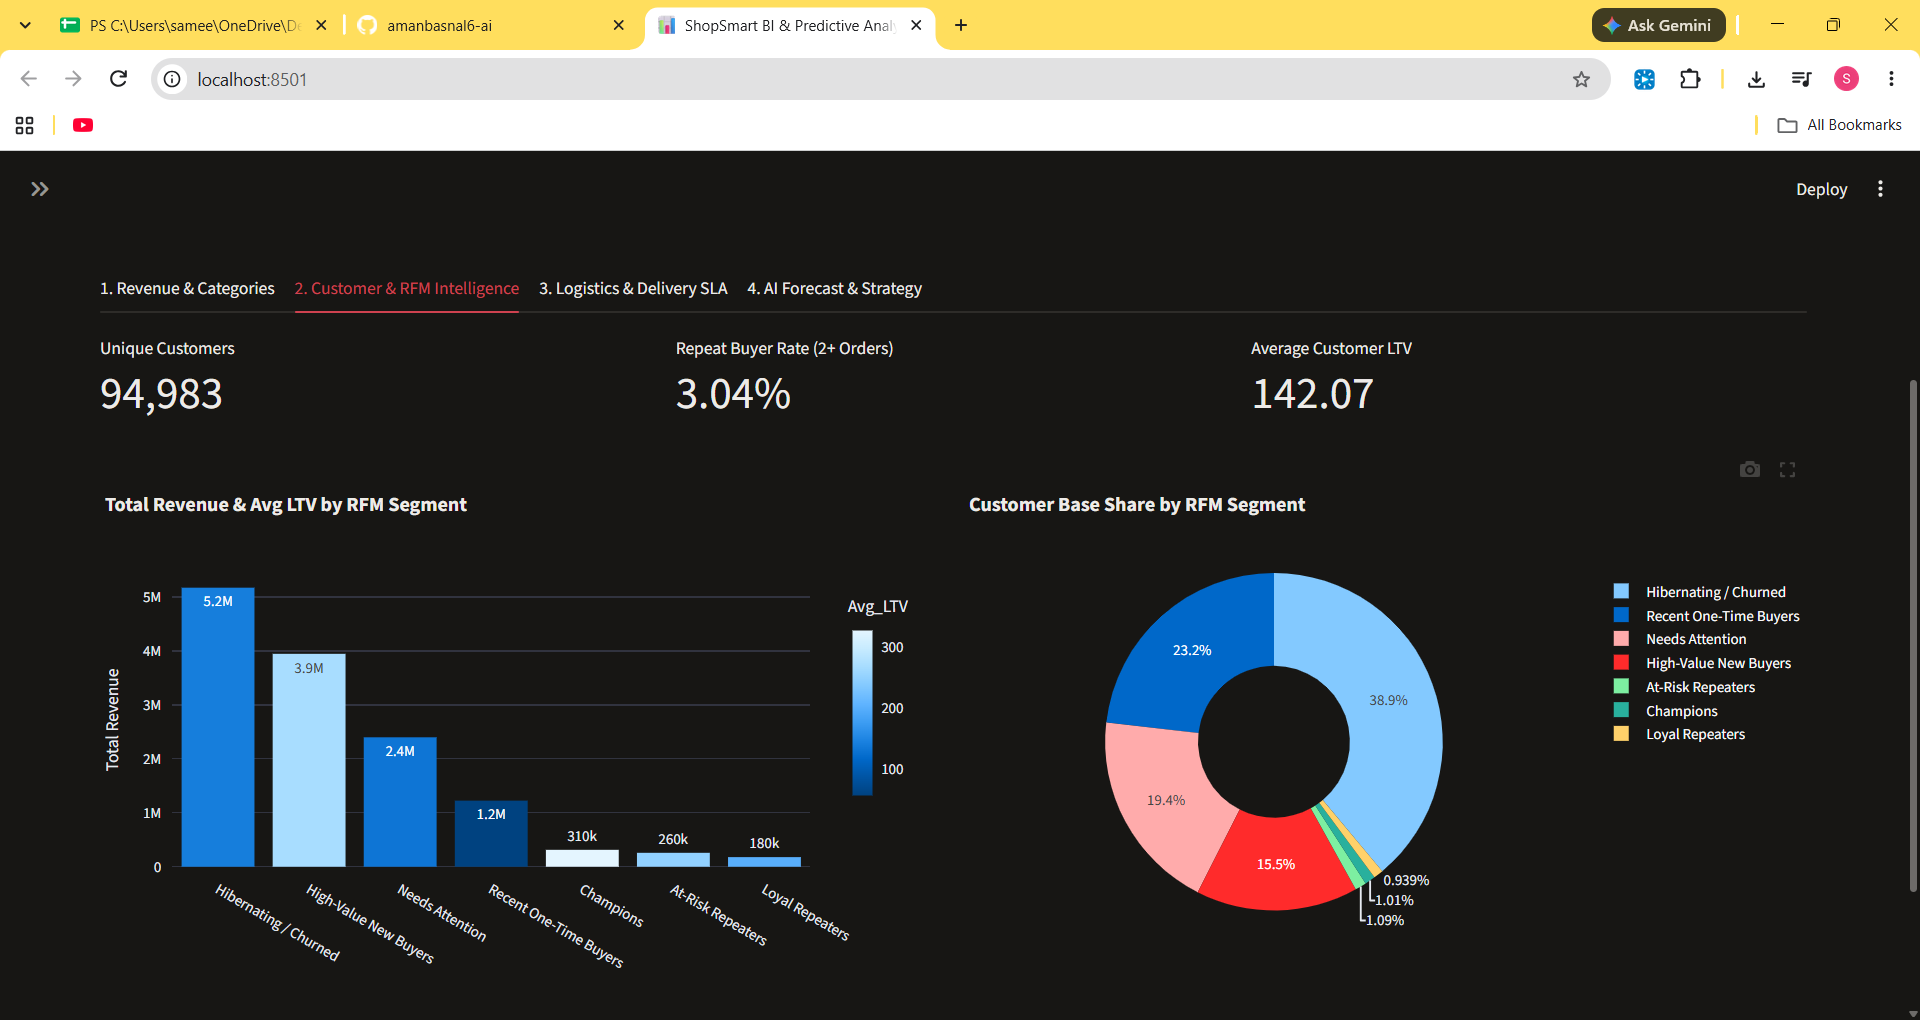 PS C:\Users\samee\OneDrive\De
amanbasnal6-ai
ShopSmart BI & Predictive Anal
Ask Gemini
localhost:8501
S
All Bookmarks
Deploy
1. Revenue & Categories
2. Customer & RFM Intelligence
3. Logistics & Delivery SLA
4. AI Forecast & Strategy
Unique Customers
94,983
Repeat Buyer Rate (2+ Orders)
3.04%
Average Customer LTV
142.07
Total Revenue & Avg LTV by RFM Segment
Total Revenue
5M
4M
3M
2M
1M
0
5.2M
3.9M
2.4M
1.2M
310k
260k
180k
Hibernating / Churned
High-Value New Buyers
Needs Attention
Recent One-Time Buyers
Champions
At-Risk Repeaters
Loyal Repeaters
Avg_LTV
300
200
100
Customer Base Share by RFM Segment
23.2%
38.9%
19.4%
15.5%
0.939%
1.01%
1.09%
Hibernating / Churned
Recent One-Time Buyers
Needs Attention
High-Value New Buyers
At-Risk Repeaters
Champions
Loyal Repeaters